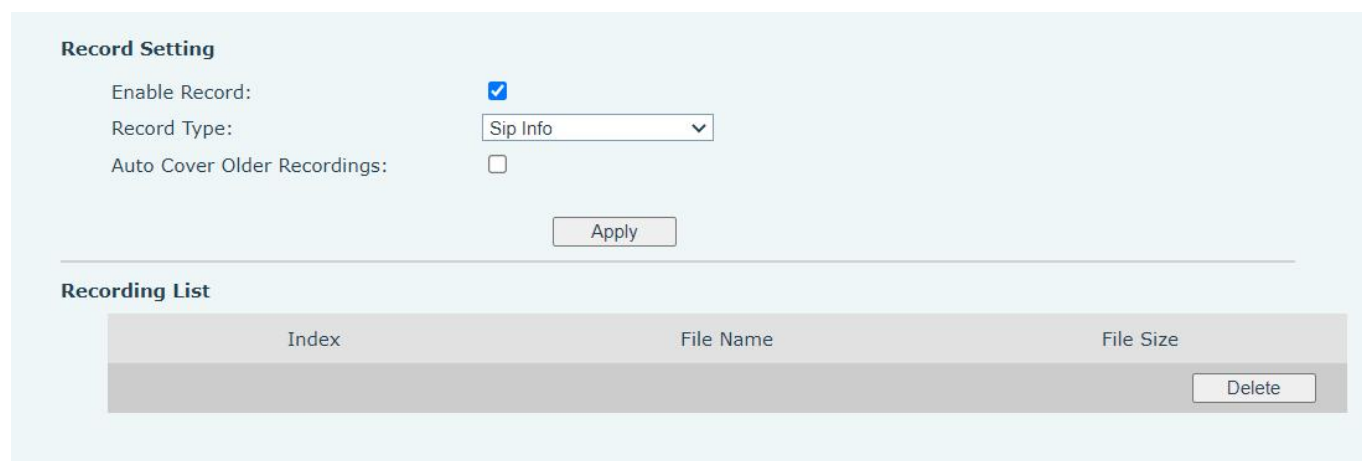 Record Setting
Enable Record:
Record Type: Sip Info
Auto Cover Older Recordings:
Apply
Recording List
Index File Name File Size
Delete